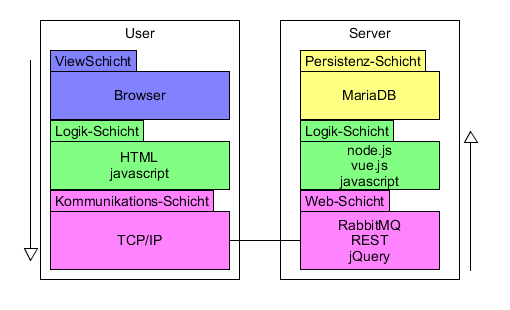 User
ViewSchicht
Browser
Logik-Schicht
HTML
javascript
Kommunikations-Schicht
TCP/IP
Server
Persistenz-Schicht
MariaDB
Logik-Schicht
node.js
vue.js
javascript
Web-Schicht
RabbitMQ
REST
jQuery